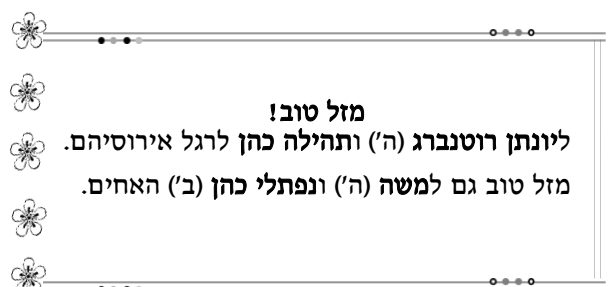 מזל טוב!
ליונתן רוטנברג (ה') ותהילה כהן לרגל אירוסיהם.
מזל טוב גם למשה (ה') ונפתלי כהן (ב') האחים.